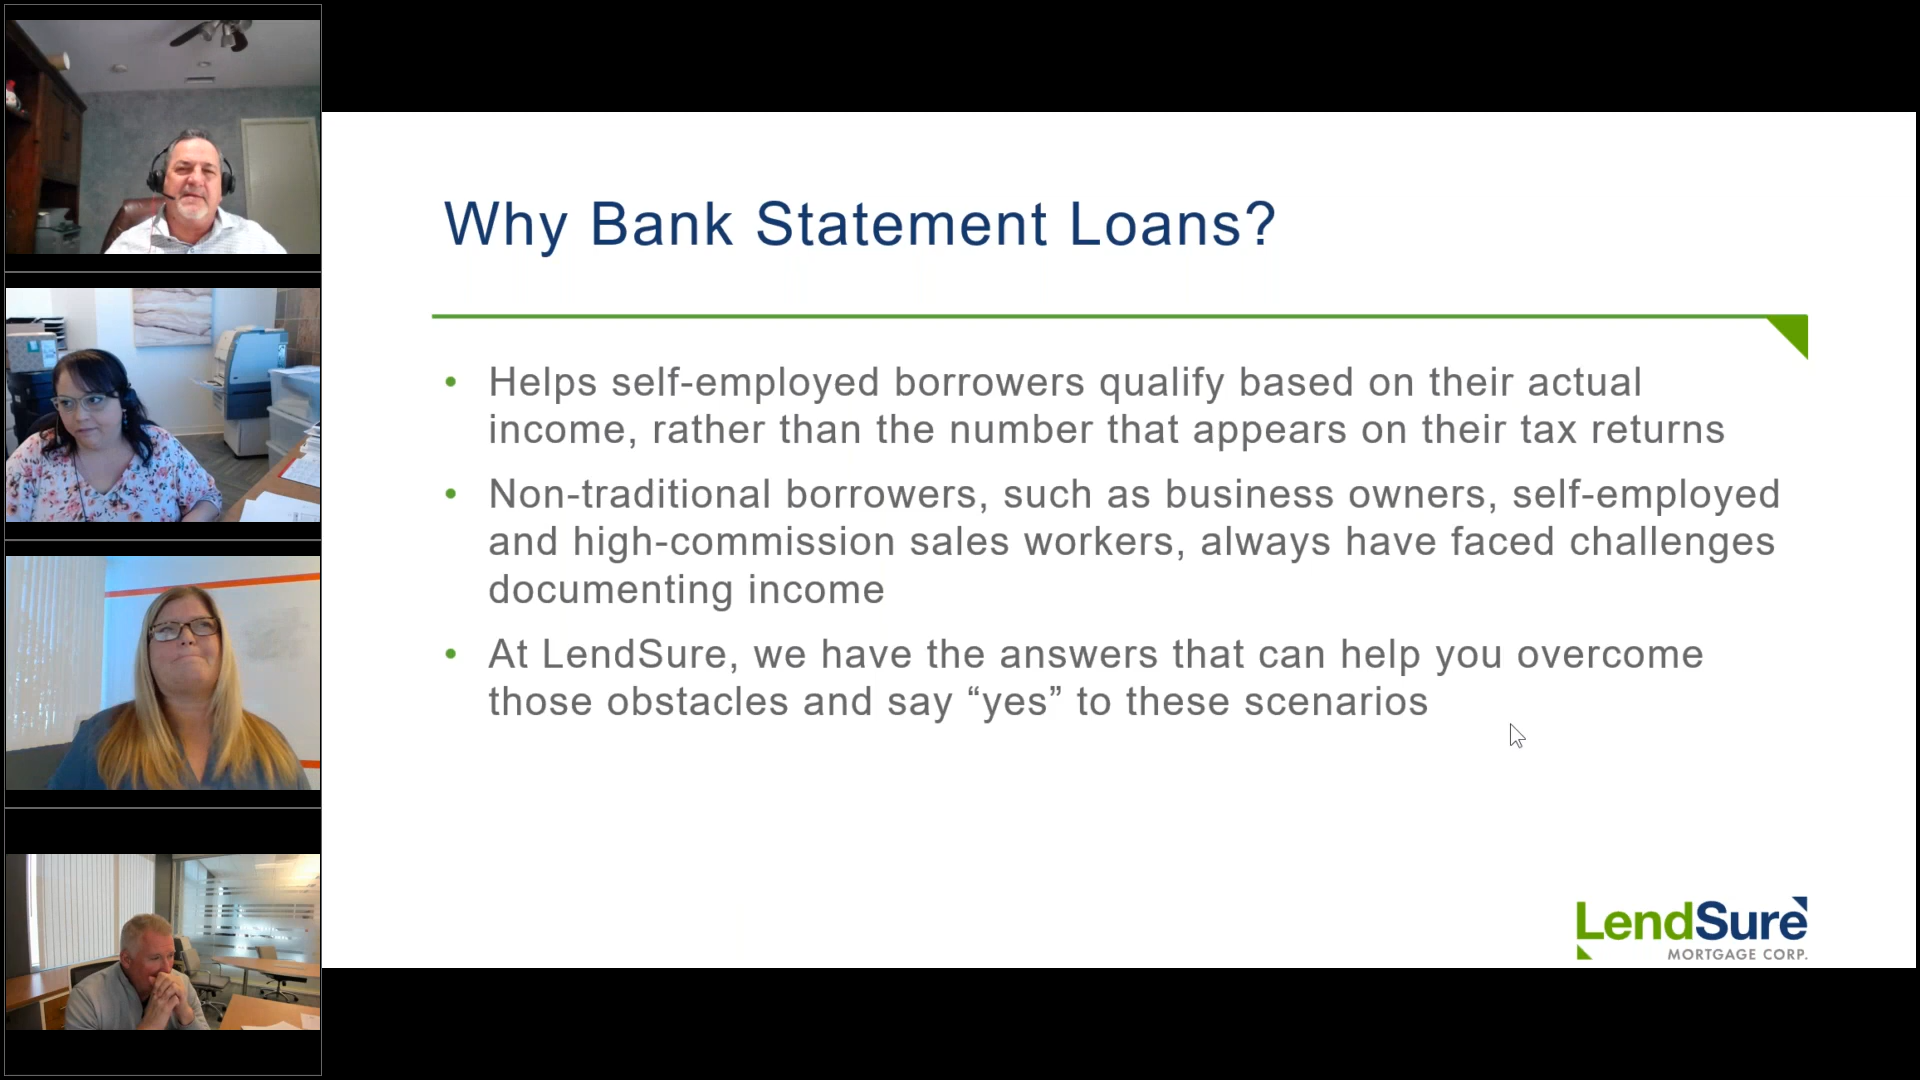 Why Bank Statement Loans?
• Helps self-employed borrowers qualify based on their actual
income, rather than the number that appears on their tax returns
• Non-traditional borrowers, such as business owners, self-employed
and high-commission sales workers, always have faced challenges
documenting income
• At LendSure, we have the answers that can help you overcome
those obstacles and say “yes” to these scenarios
LendSure
MORTGAGE CORP.